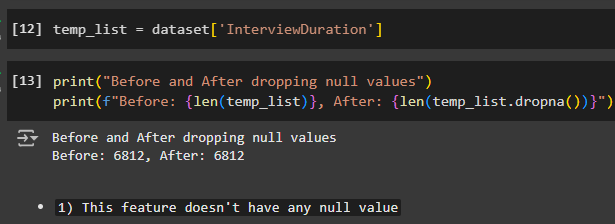 [12] temp_list = dataset['InterviewDuration']
[13] print("Before and After dropping null values")
print(f"Before: {len(temp_list)}, After: {len(temp_list.dropna())}")
Before and After dropping null values
Before: 6812, After: 6812
• 1) This feature doesn't have any null value